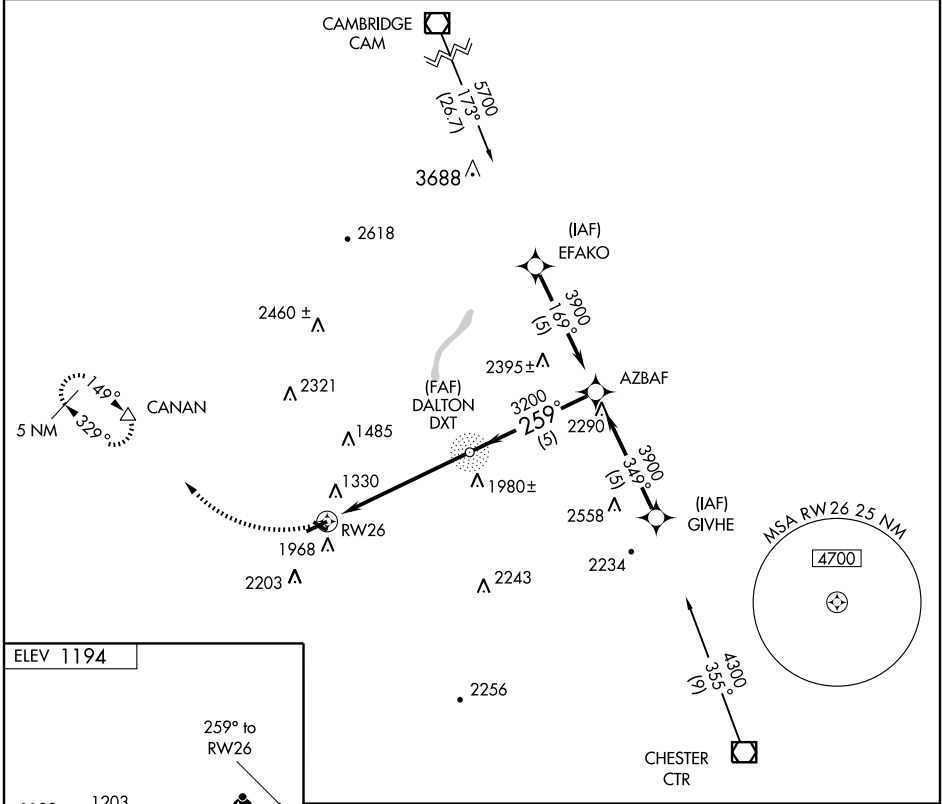 CAMBRIDGE
CAM
5700
173°
(26.7)
3688
2618
(IAF)
EFAKO
3900
169°
(5)
2460 ±
2395±
AZBAF
(FAF)
DALTON
DXT
3200
259°
(5)
2290
149°
CANAN
5 NM
329°
2321
1485
3900
349°
1330
1980±
2558
(5)
(IAF)
GIVHE
RW26
1968
2203
2243
2234
MSA RW26 25 NM
4700
ELEV 1194
2256
4300
355°
(9)
259° to
RW26
CHESTER
CTR
1203